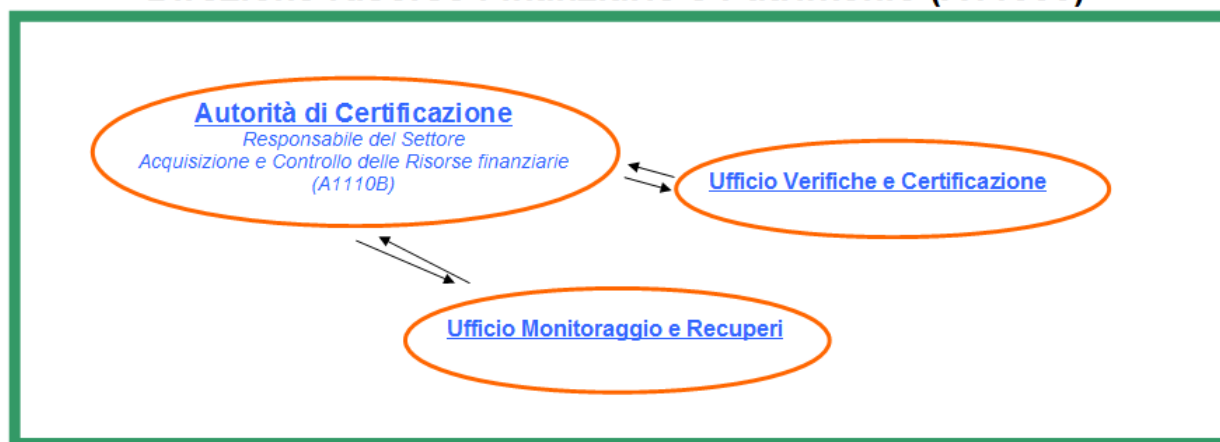 Autorità di Certificazione
Responsabile del Settore
Acquisizione e Controllo delle Risorse finanziarie
(A1110B)
Ufficio Verifiche e Certificazione
Ufficio Monitoraggio e Recuperi